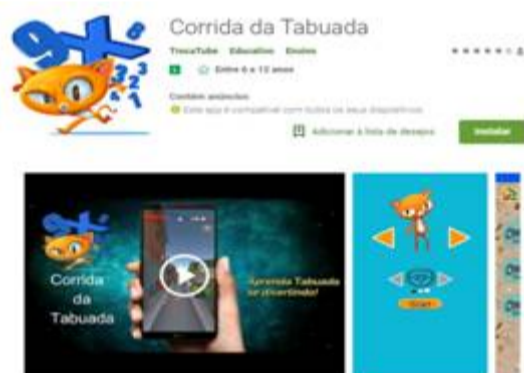 Corrida da Tabuada
TrocaTube Educativo Ensino
Entre 6 a 12 anos
Contém anúncios
Este app é compatível com todos os seus dispositivos.
Adicionar à lista de desejos
Instalar
Corrida
da
Tabuada
Aprenda Tabuada
se divertindo!
Start